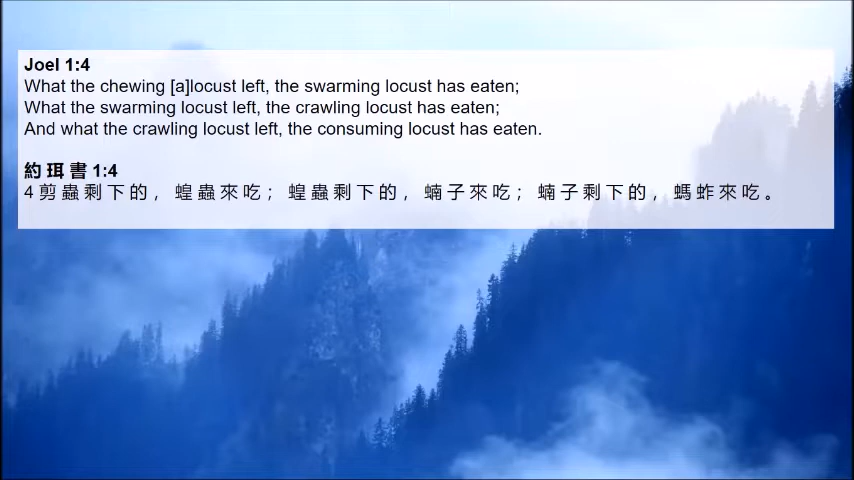 Joel 1:4
What the chewing [a]locust left, the swarming locust has eaten;
What the swarming locust left, the crawling locust has eaten;
And what the crawling locust left, the consuming locust has eaten.
約珥書 1:4
4 剪蟲剩下的，蝗蟲來吃；蝗蟲剩下的，蝻子來吃；蝻子剩下的，螞蚱來吃。